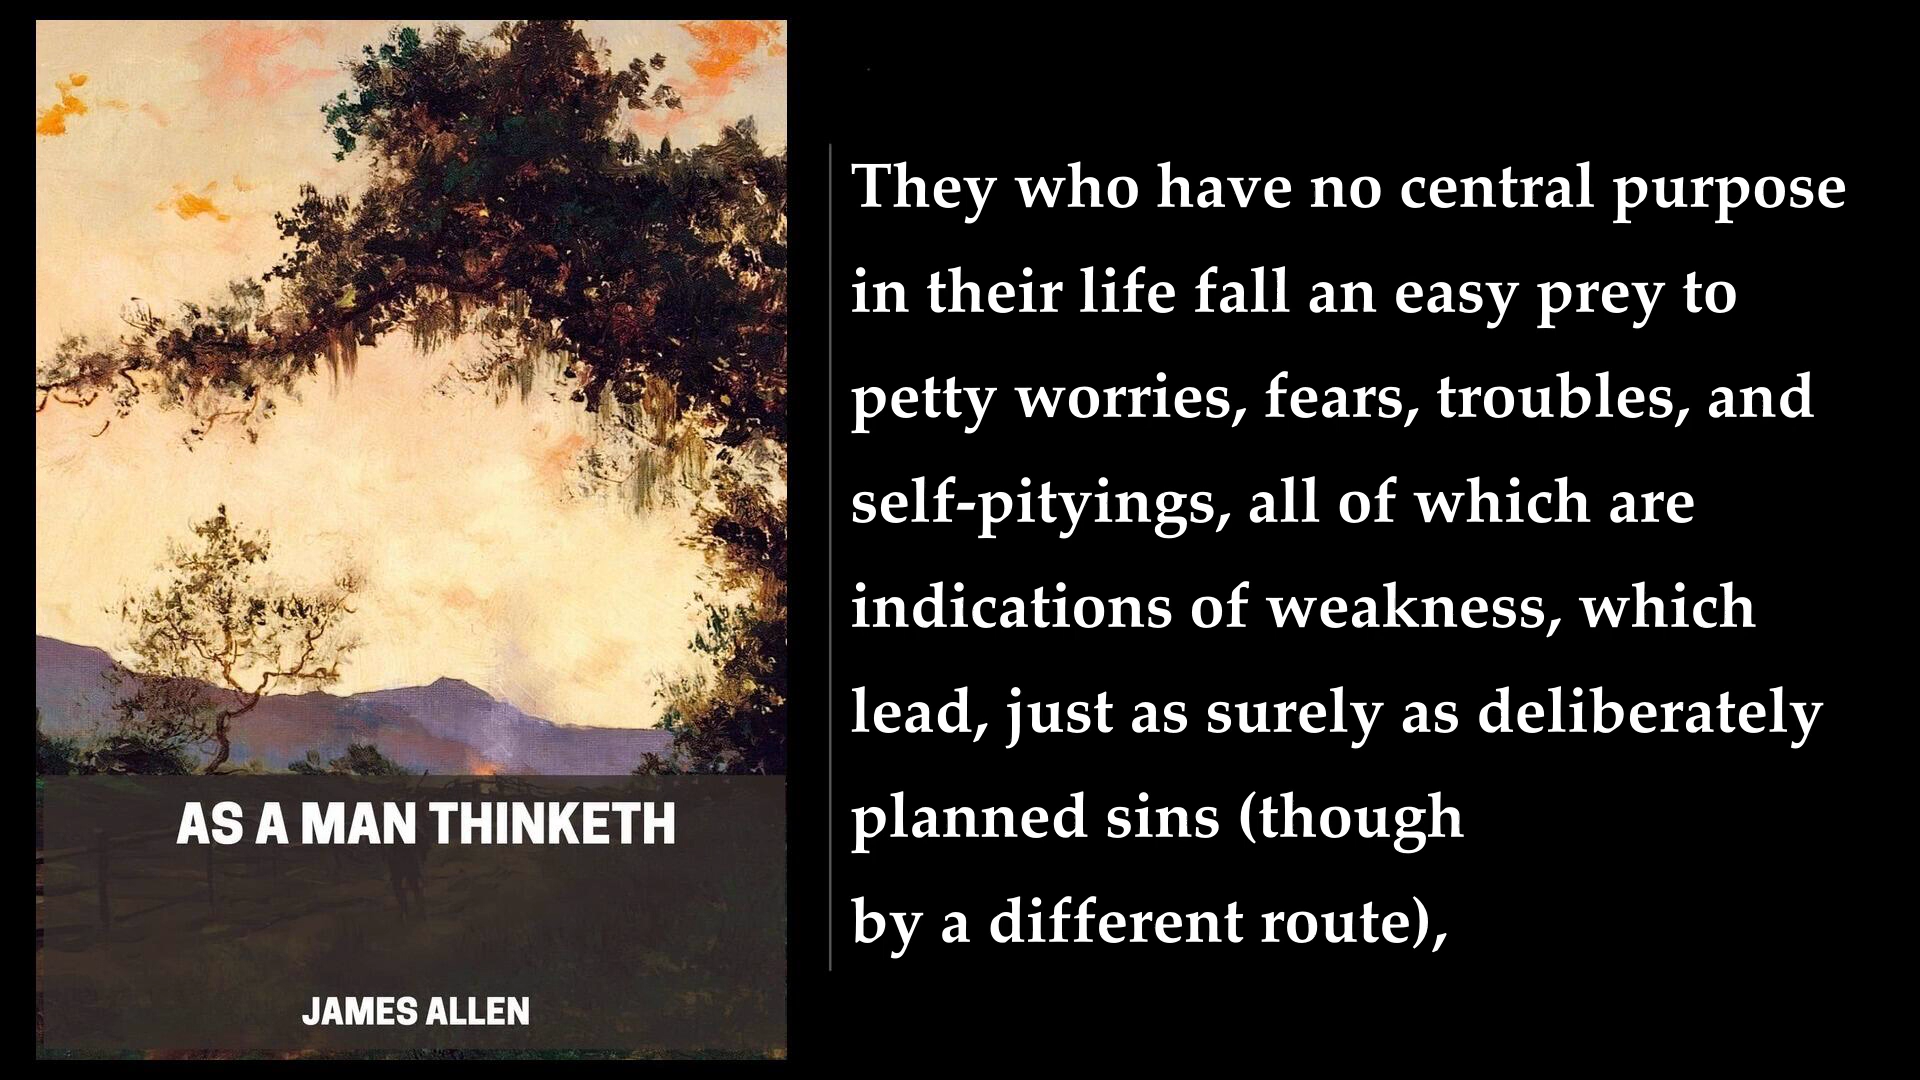 AS A MAN THINKETH
JAMES ALLEN
They who have no central purpose
in their life fall an easy prey to
petty worries, fears, troubles, and
self-pityings, all of which are
indications of weakness, which
lead, just as surely as deliberately
planned sins (though
by a different route),